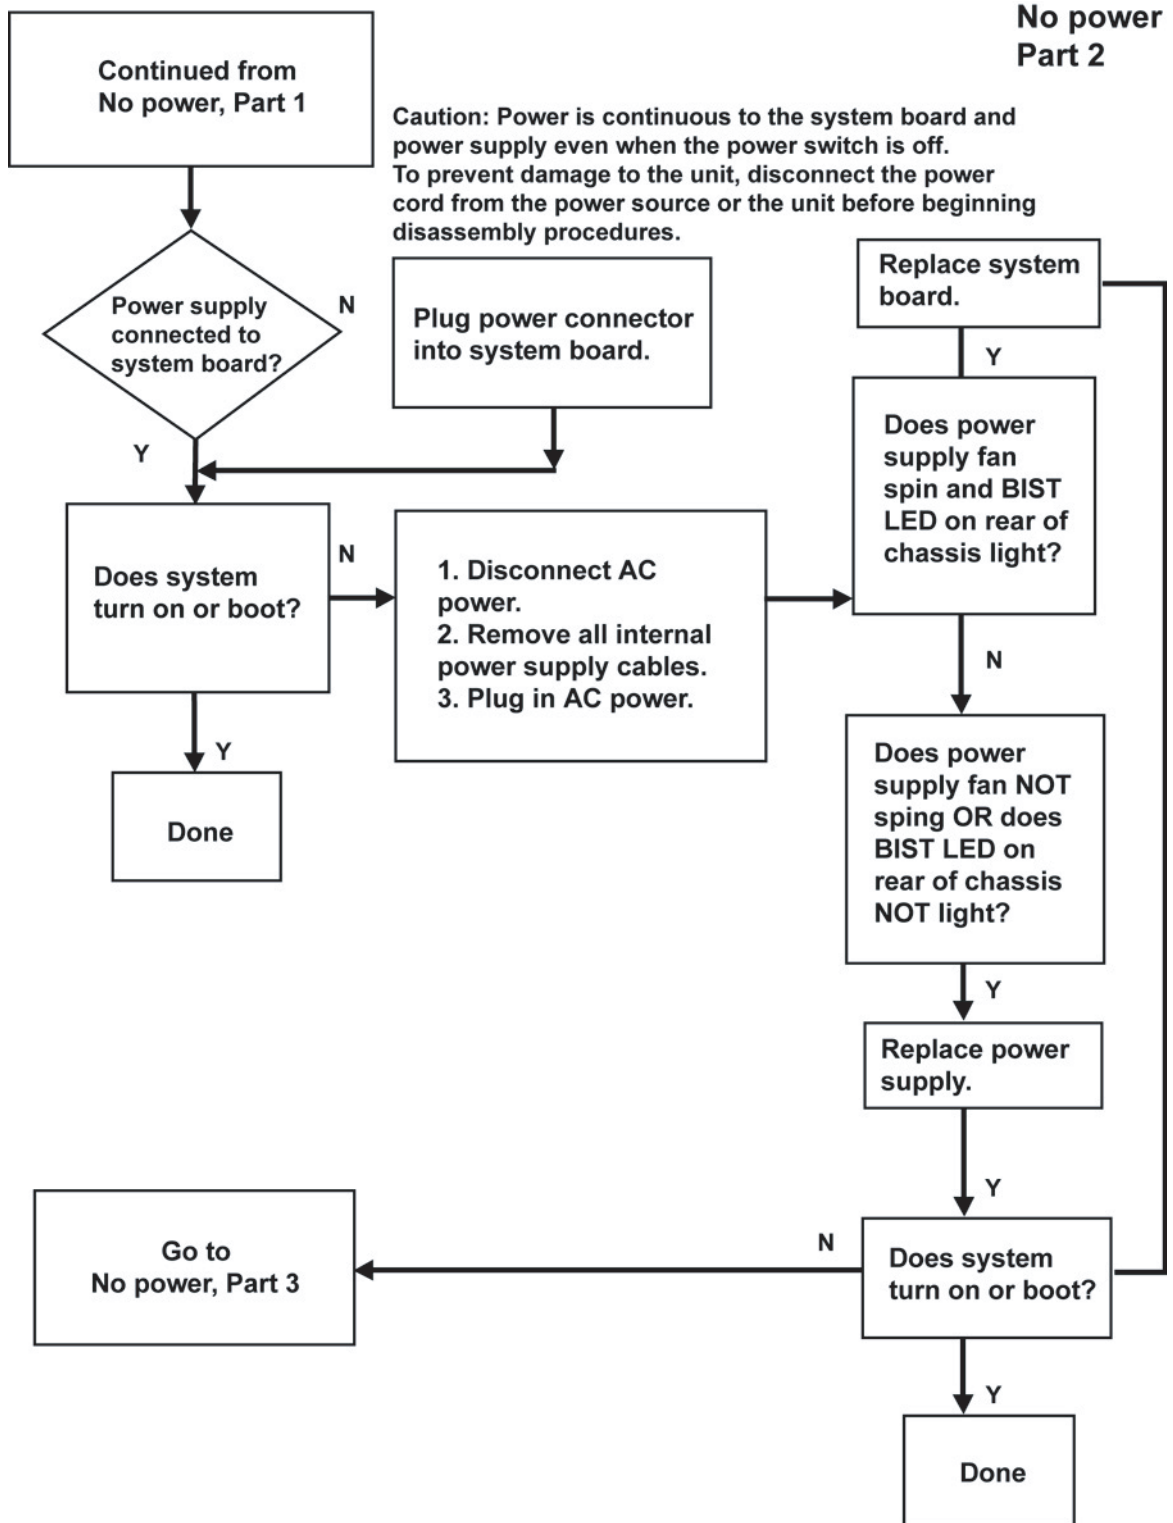 No power
Part 2
Continued from
No power, Part 1
Caution: Power is continuous to the system board and
power supply even when the power switch is off.
To prevent damage to the unit, disconnect the power
cord from the power source or the unit before beginning
disassembly procedures.
Power supply
connected to
system board?
N
Plug power connector
into system board.
Replace system
board.
Y
Does power
supply fan
spin and BIST
LED on rear of
chassis light?
Y
Does system
turn on or boot?
N
1. Disconnect AC
power.
2. Remove all internal
power supply cables.
3. Plug in AC power.
N
Y
Done
Does power
supply fan NOT
sping OR does
BIST LED on
rear of chassis
NOT light?
Y
Replace power
supply.
Y
Does system
turn on or boot?
N
Go to
No power, Part 3
Y
Done